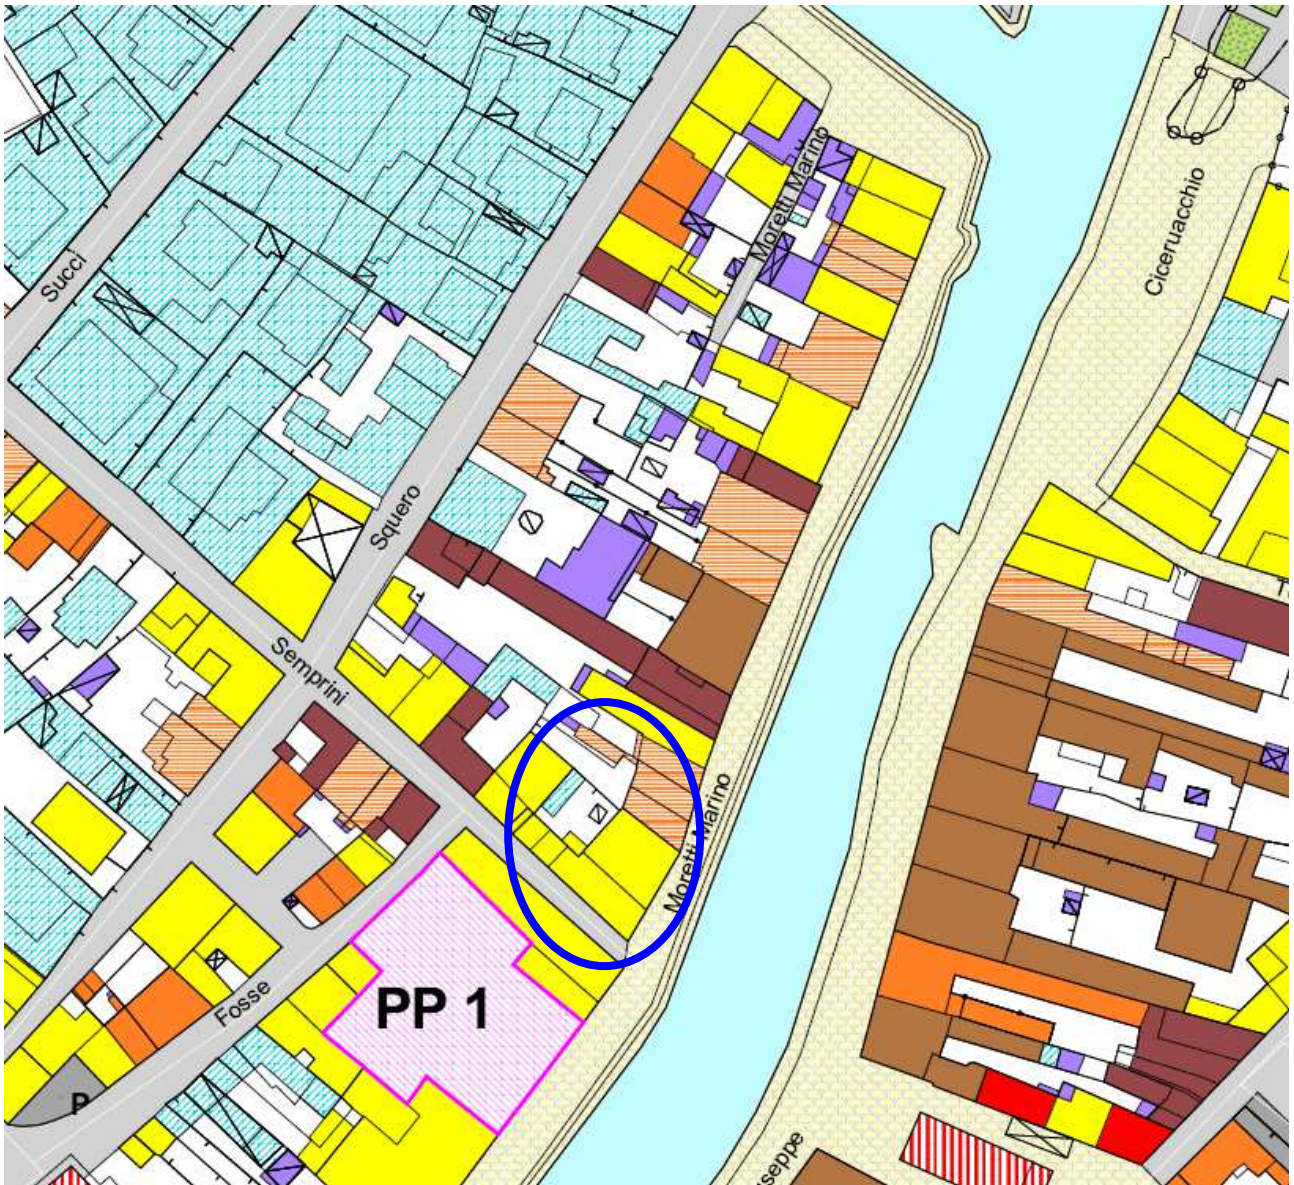 Moretti Marino
Ciceruacchio
Succi
Squero
Semprini
Moretti Marino
Fosse
PP 1
P